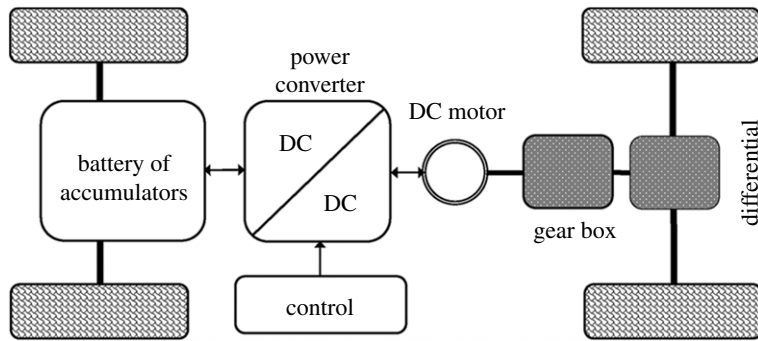 power
converter
DC motor
battery of
accumulators
DC
DC
gear box
differential
control